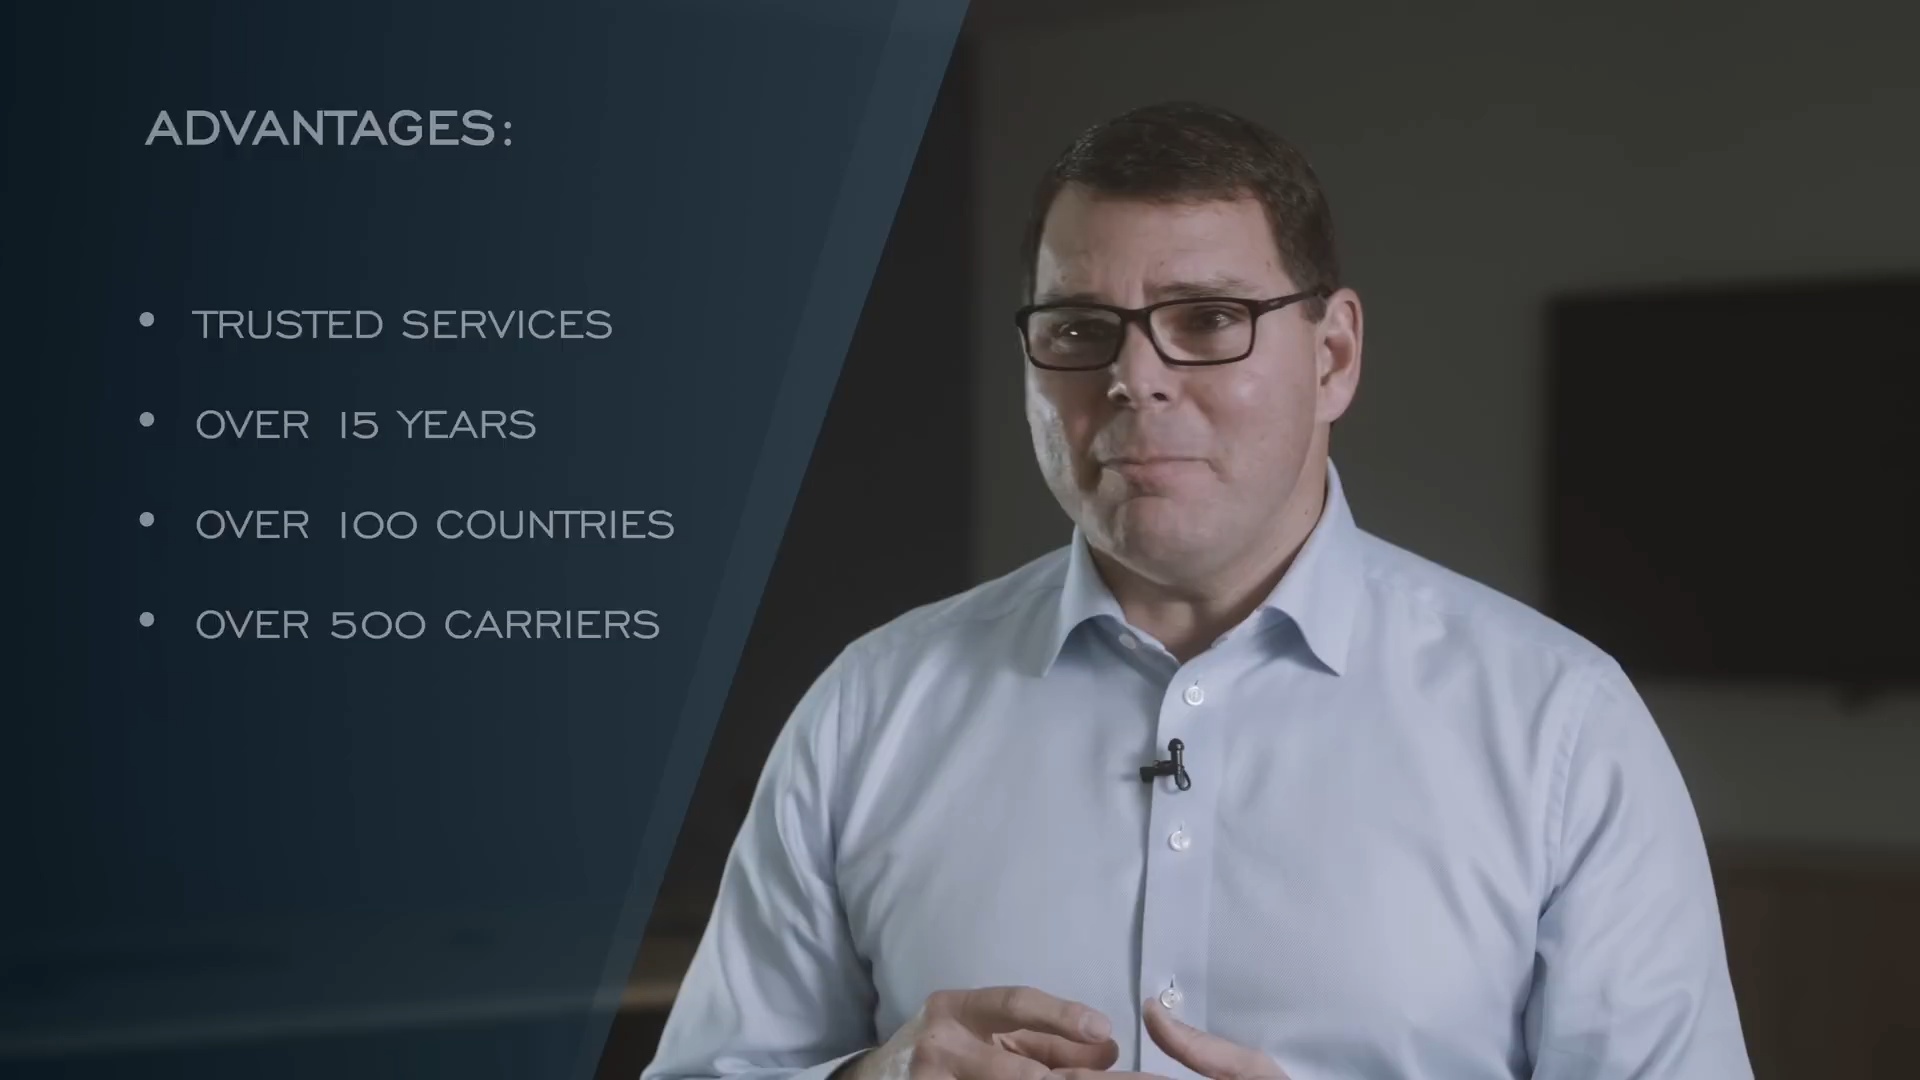 ADVANTAGES:
• TRUSTED SERVICES
• OVER 15 YEARS
• OVER 100 COUNTRIES
• OVER 500 CARRIERS